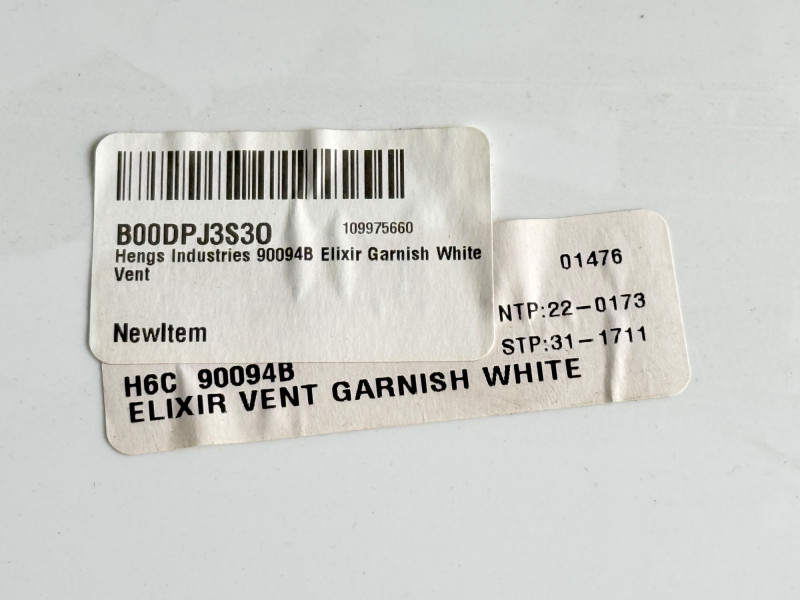 B00DPJ3S3O 109975660
Hengs Industries 90094B Elixir Garnish White
Vent
NewItem
01476
NTP:22-0173
STP:31-1711
H6C 90094B
ELIXIR VENT GARNISH WHITE